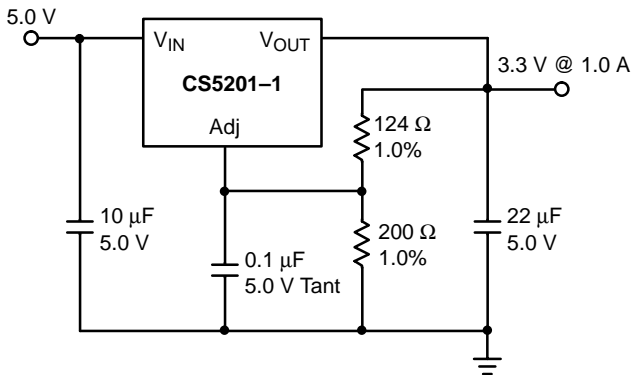 5.0 V
VIN
VOUT
3.3 V @ 1.0 A
CS5201–1
Adj
124 Ω
1.0%
10 μF
5.0 V
0.1 μF
5.0 V Tant
200 Ω
1.0%
22 μF
5.0 V